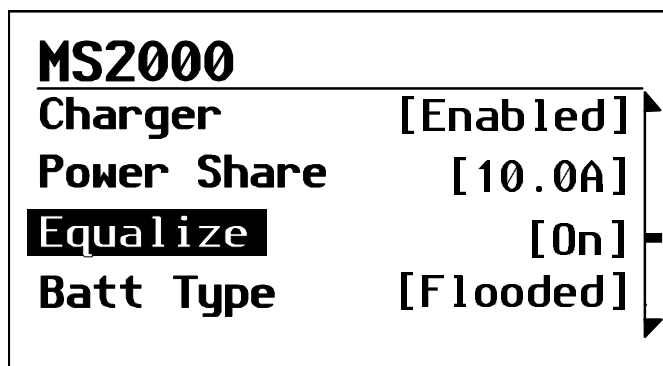 MS2000
Charger [Enabled]
Power Share [10.0A]
Equalize [On]
Batt Type [Flooded]